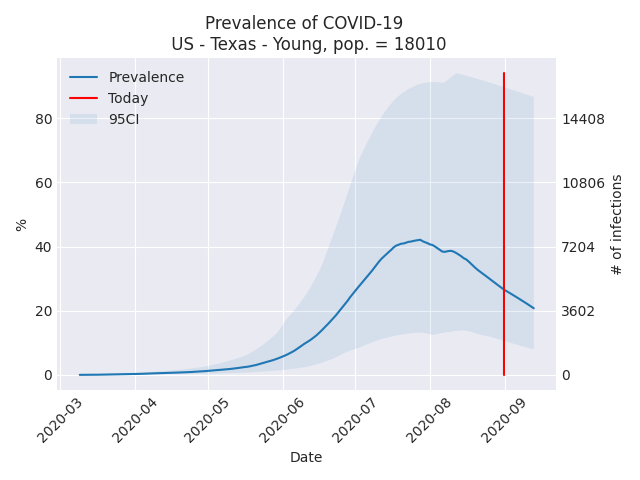 Prevalence of COVID-19
US - Texas - Young, pop. = 18010
Prevalence
Today
95CI
80
60
40
20
0
%
14408
10806
7204
3602
0
# of infections
2020-03
2020-04
2020-05
2020-06
2020-07
2020-08
2020-09
Date